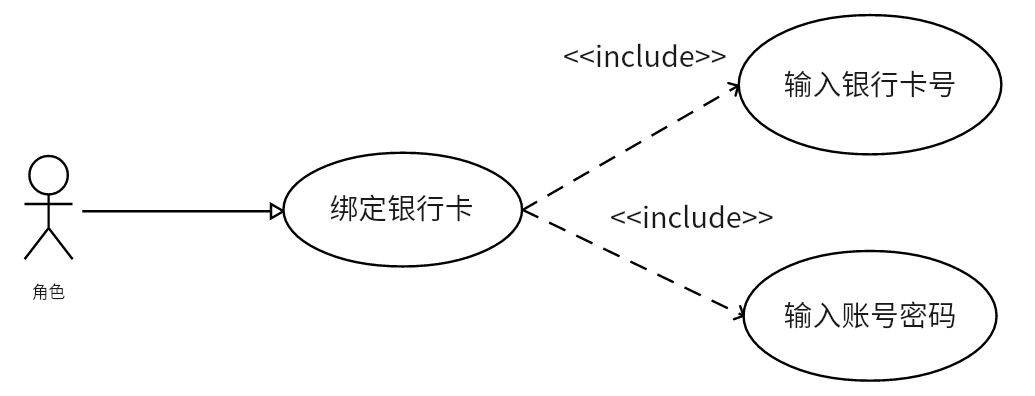 <<include>>
输入银行卡号
绑定银行卡
<<include>>
角色
输入账号密码